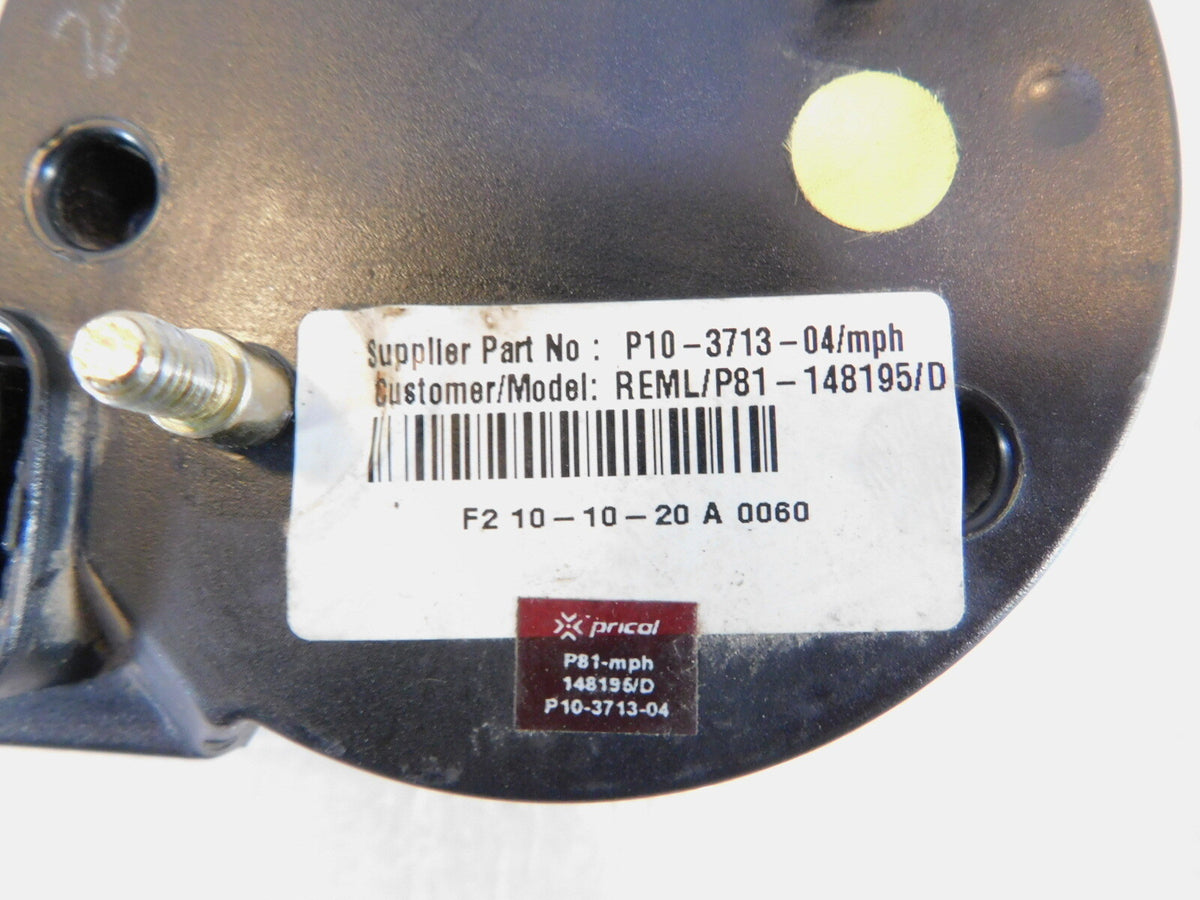 Supplier Part No : P10-3713-04/mph
Customer/Model: REML/P81-148195/D
F2 10-10-20 A 0060
pricol
P81-mph
148195/D
P10-3713-04